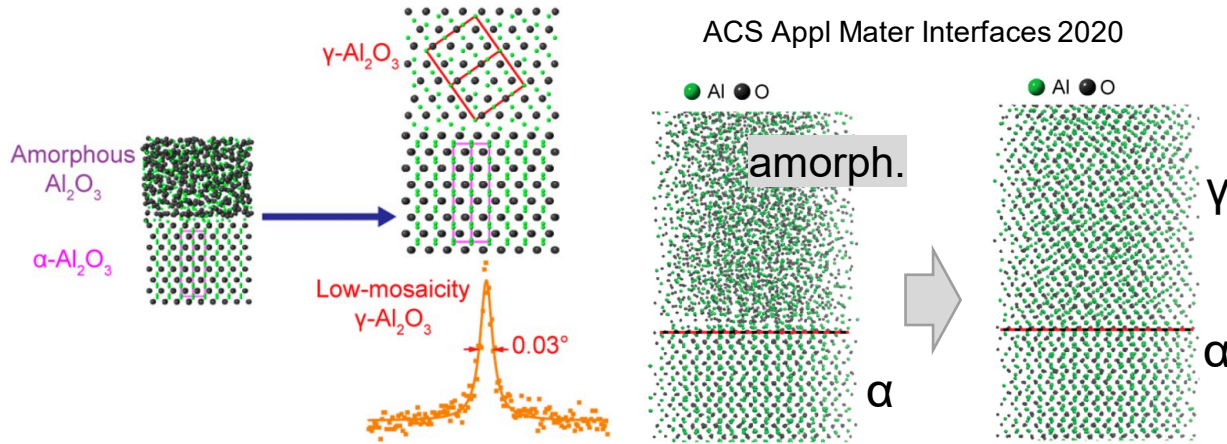 γ-Al₂O₃
Amorphous
Al₂O₃
α-Al₂O₃
Low-mosaicity
γ-Al₂O₃
0.03°
ACS Appl Mater Interfaces 2020
Al O
amorph.
α
Al O
γ
α